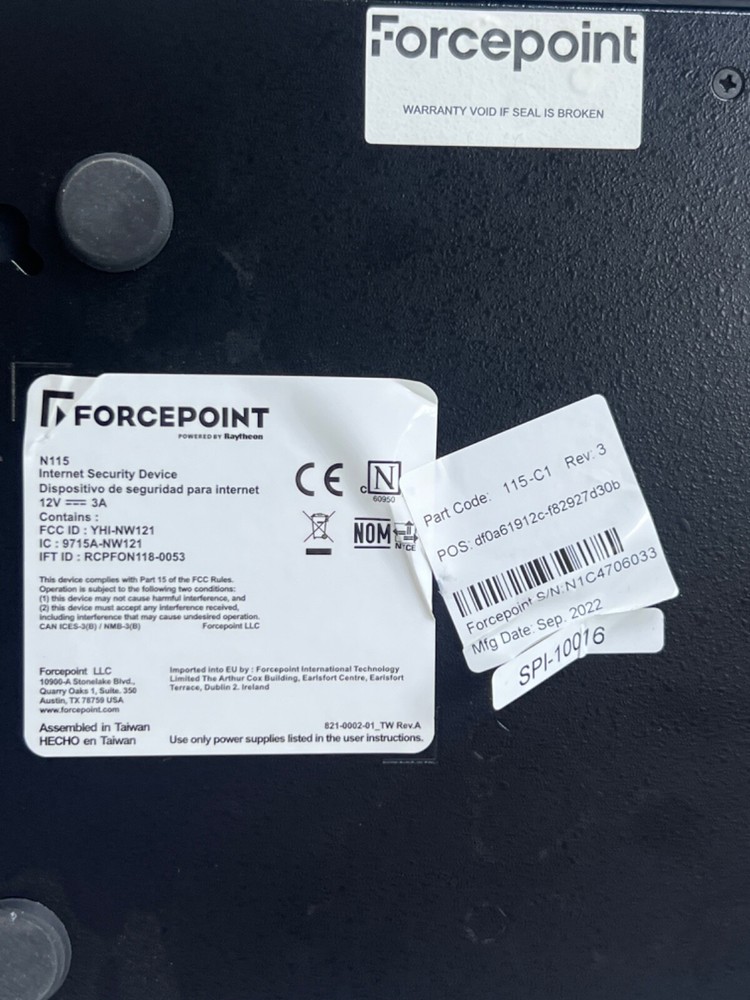 Forcepoint
WARRANTY VOID IF SEAL IS BROKEN
FORCEPOINT
POWERED BY Raytheon
N115
Internet Security Device
Dispositivo de seguridad para internet
12V 3A
Contains :
FCC ID : YHI-NW121
IC : 9715A-NW121
IFT ID : RCPFON118-0053
CE
C N
60950
NOM
NYCE
This device complies with Part 15 of the FCC Rules.
Operation is subject to the following two conditions:
(1) this device may not cause harmful interference, and
(2) this device must accept any interference received,
including interference that may cause undesired operation.
CAN ICES-3(B) / NMB-3(B) Forcepoint LLC
Forcepoint LLC
10900-A Stonelake Blvd.,
Quarry Oaks 1, Suite. 350
Austin, TX 78759 USA
www.forcepoint.com
Imported into EU by : Forcepoint International Technology
Limited The Arthur Cox Building, Earlsfort Centre, Earlsfort
Terrace, Dublin 2. Ireland
Assembled in Taiwan
HECHO en Taiwan
821-0002-01_TW Rev.A
Use only power supplies listed in the user instructions.
Part Code: 115-C1 Rev: 3
POS: df0a61912c-f82927d30b
Forcepoint S/N: N1C4706033
Mfg Date: Sep. 2022
SPI-10016